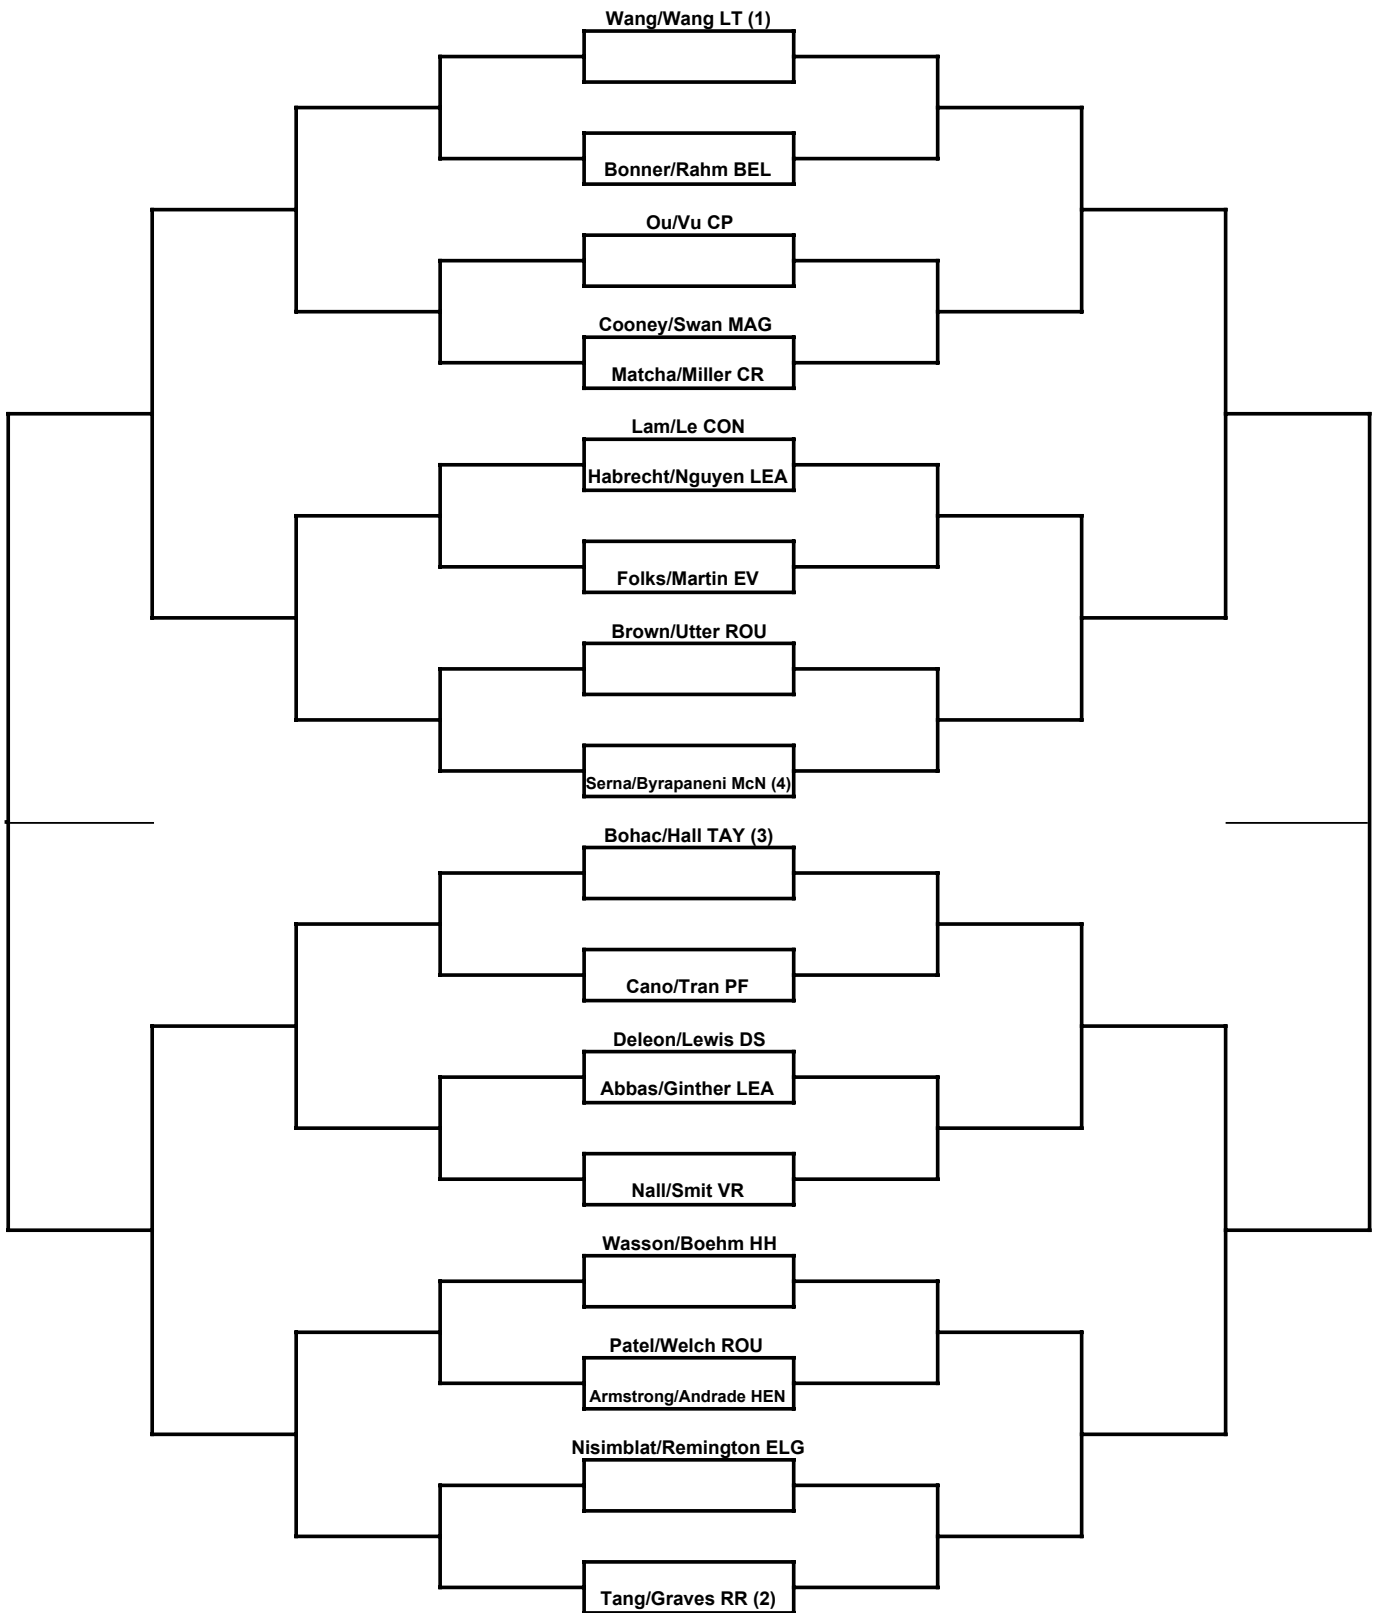 Wang/Wang LT (1)
Bonner/Rahm BEL
Ou/Vu CP
Cooney/Swan MAG
Matcha/Miller CR
Lam/Le CON
Habrecht/Nguyen LEA
Folks/Martin EV
Brown/Utter ROU
Serna/Byrapaneni McN (4)
Bohac/Hall TAY (3)
Cano/Tran PF
Deleon/Lewis DS
Abbas/Ginther LEA
Nall/Smit VR
Wasson/Boehm HH
Patel/Welch ROU
Armstrong/Andrade HEN
Nisimblat/Remington ELG
Tang/Graves RR (2)